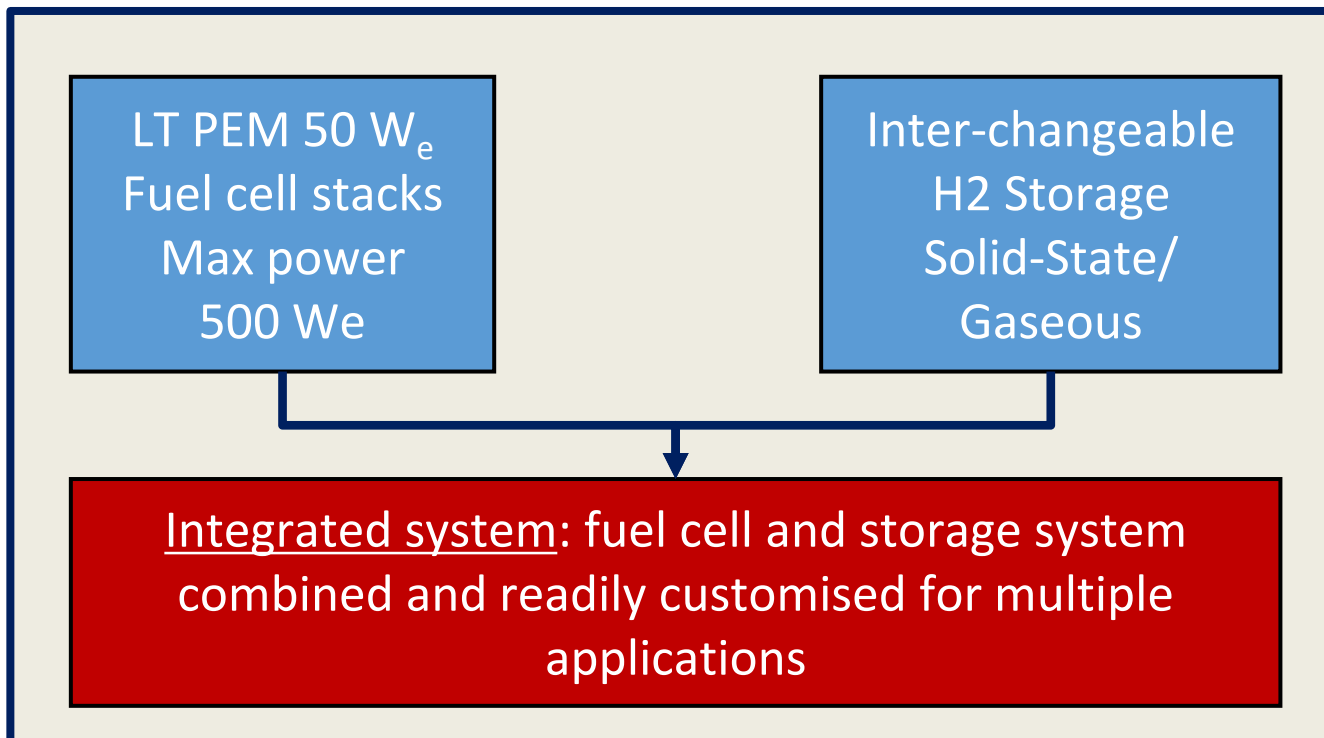 LT PEM 50 Wₑ
Fuel cell stacks
Max power
500 We
Inter-changeable
H2 Storage
Solid-State/
Gaseous
Integrated system: fuel cell and storage system
combined and readily customised for multiple
applications